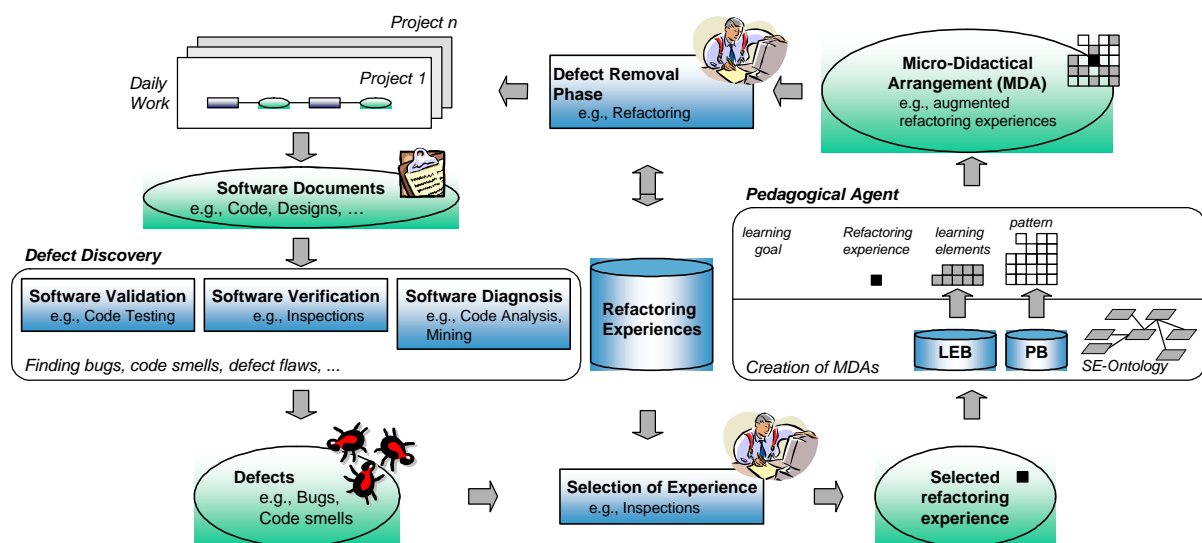 Project n
Project 1
Daily
Work
Software Documents
e.g., Code, Designs, …
Defect Discovery
Software Validation
e.g., Code Testing
Software Verification
e.g., Inspections
Software Diagnosis
e.g., Code Analysis,
Mining
Finding bugs, code smells, defect flaws, ...
Defects
e.g., Bugs,
Code smells
Defect Removal
Phase
e.g., Refactoring
Refactoring
Experiences
Selection of Experience
e.g., Inspections
Micro-Didactical
Arrangement (MDA)
e.g., augmented
refactoring experiences
Pedagogical Agent
learning
goal
Refactoring
experience
learning
elements
pattern
LEB
PB
Creation of MDAs
SE-Ontology
Selected
refactoring
experience